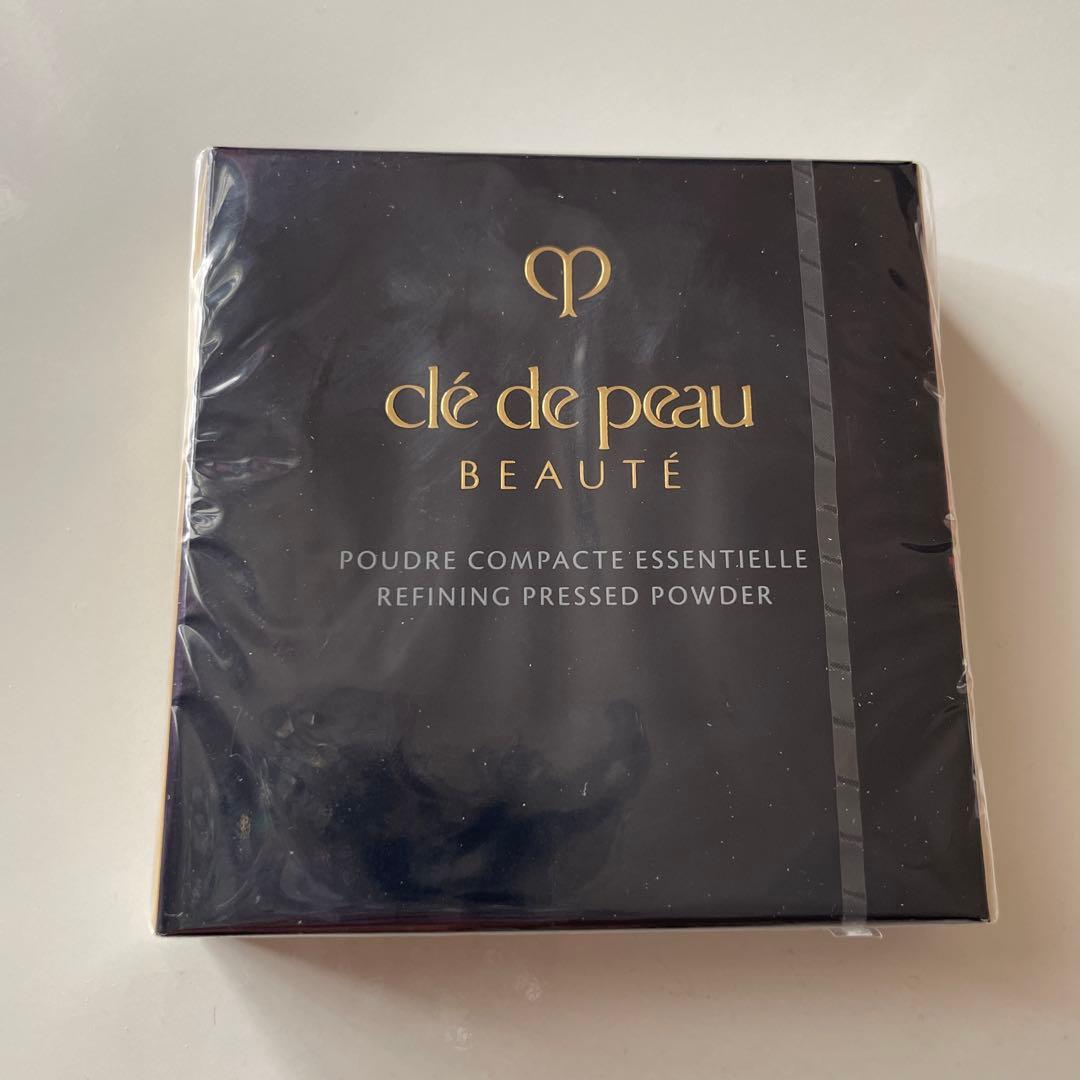 clé de peau
BEAUTÉ
POUDRE COMPACTE ESSENTIELLE
REFINING PRESSED POWDER